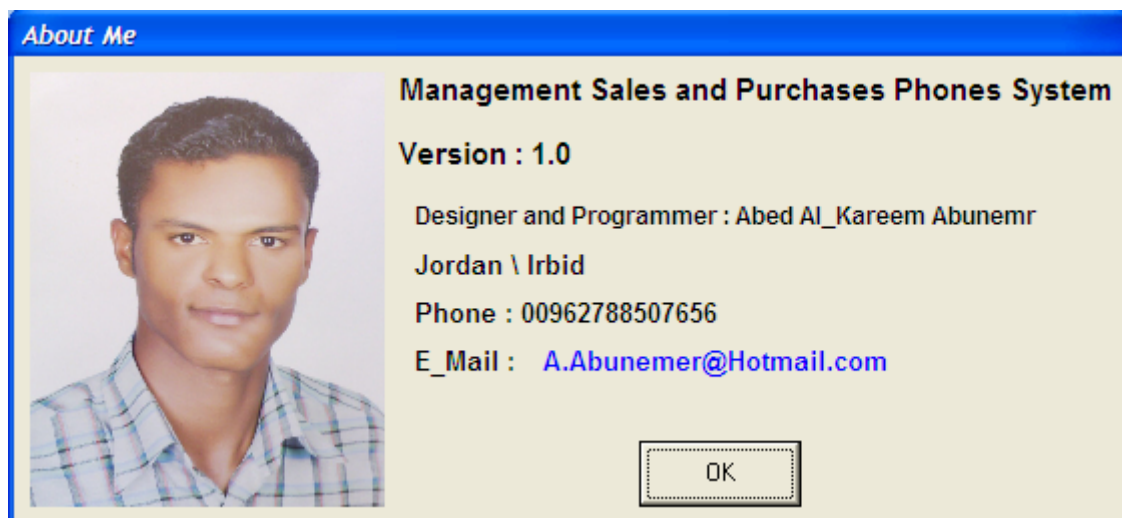 About Me
Management Sales and Purchases Phones System
Version : 1.0
Designer and Programmer : Abed Al_Kareem Abunemr
Jordan \ Irbid
Phone : 00962788507656
E_Mail : A.Abunemer@Hotmail.com
OK